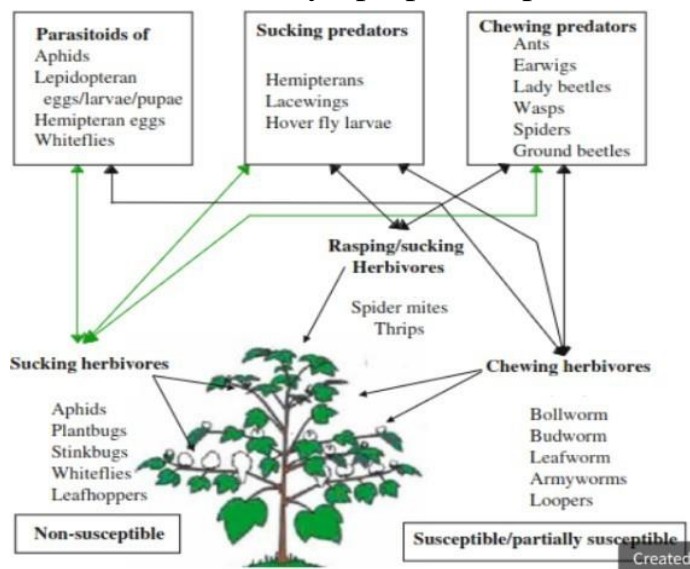 Parasitoids of
Aphids
Lepidopteran
eggs/larvae/pupae
Hemipteran eggs
Whiteflies
Sucking predators
Hemipterans
Lacewings
Hover fly larvae
Chewing predators
Ants
Earwigs
Lady beetles
Wasps
Spiders
Ground beetles
Rasping/sucking
Herbivores
Spider mites
Thrips
Sucking herbivores
Aphids
Plantbugs
Stinkbugs
Whiteflies
Leafhoppers
Non-susceptible
Chewing herbivores
Bollworm
Budworm
Leafworm
Armyworms
Loopers
Susceptible/partially susceptible
Created